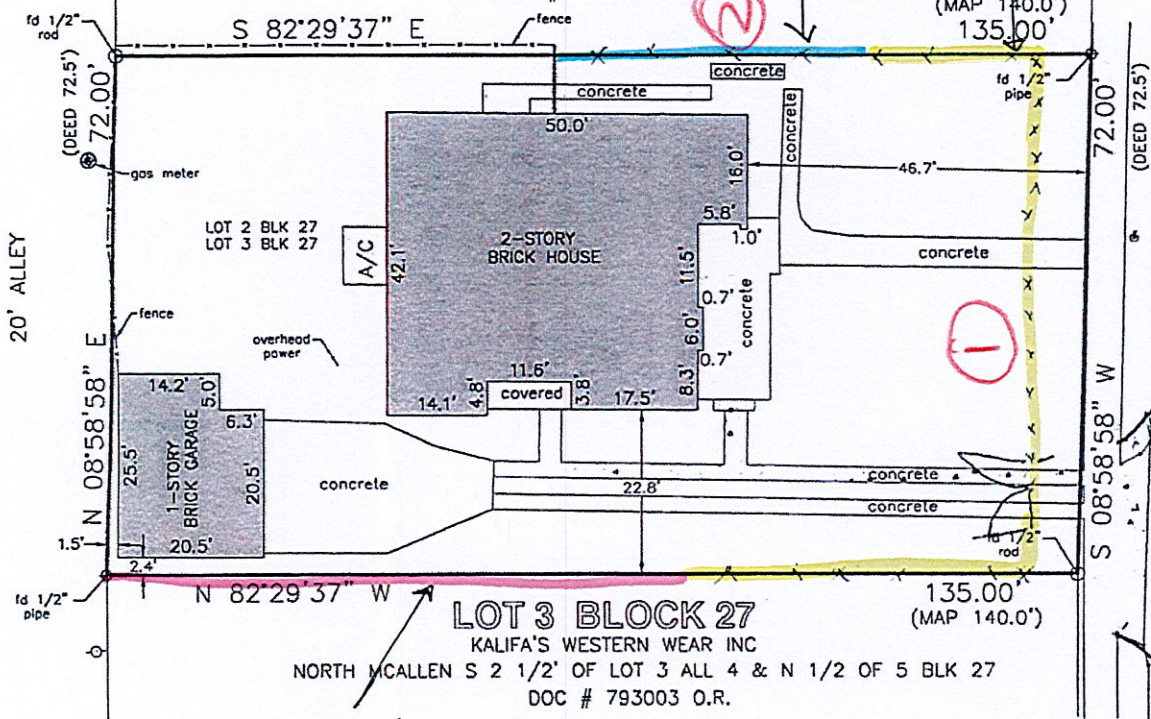 (MAP 140.0')
fd 1/2" rod
S 82°29'37" E
fence
2
135.00'
(DEED 72.5')
72.00'
concrete
concrete
fd 1/2" pipe
72.00'
(DEED 72.5')
50.0'
concrete
gas meter
16.0'
46.7'
20' ALLEY
LOT 2 BLK 27
LOT 3 BLK 27
A/C
42.1'
2-STORY
BRICK HOUSE
5.8'
1.0'
concrete
11.5'
0.7'
concrete
fence
overhead
power
6.0'
0.7'
1
N 08°58'58" E
14.2'
5.0'
6.3'
11.6'
covered
4.8'
3.8'
14.1'
17.5'
8.3'
S 08°58'58" W
25.5'
1-STORY
BRICK GARAGE
20.5'
concrete
22.8'
concrete
concrete
1.5'
20.5'
2.4'
fd 1/2" rod
fd 1/2" pipe
N 82°29'37" W
135.00'
(MAP 140.0')
LOT 3 BLOCK 27
KALIFA'S WESTERN WEAR INC
NORTH MCALLEN S 2 1/2' OF LOT 3 ALL 4 & N 1/2 OF 5 BLK 27
DOC # 793003 O.R.